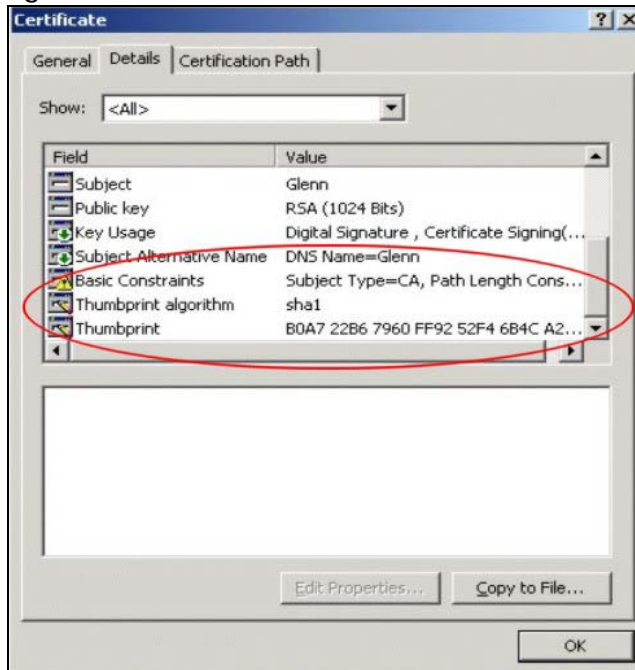 Certificate
General Details Certification Path
Show: <All>
Field Value
Subject Glenn
Public key RSA (1024 Bits)
Key Usage Digital Signature , Certificate Signing(...
Subject Alternative Name DNS Name=Glenn
Basic Constraints Subject Type=CA, Path Length Cons...
Thumbprint algorithm sha1
Thumbprint B0A7 22B6 7960 FF92 52F4 6B4C A2...
Edit Properties... Copy to File...
OK